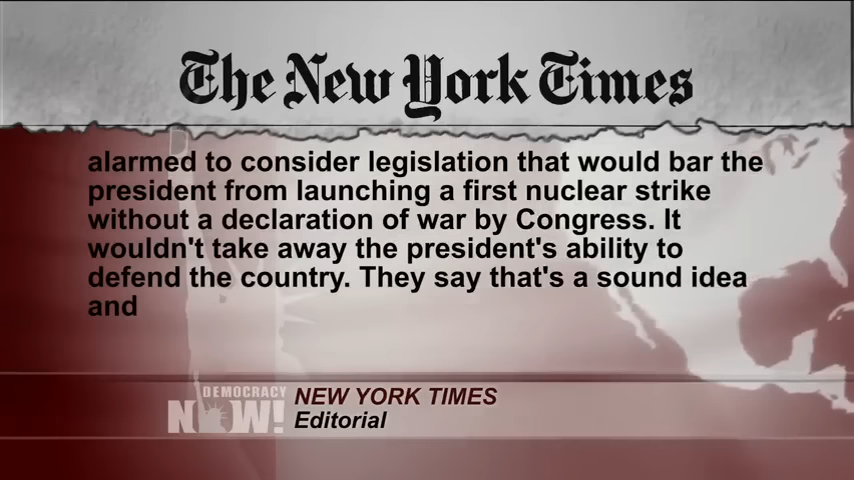 The New York Times
alarmed to consider legislation that would bar the
president from launching a first nuclear strike
without a declaration of war by Congress. It
wouldn't take away the president's ability to
defend the country. They say that's a sound idea
and
DEMOCRACY
NOW!
NEW YORK TIMES
Editorial